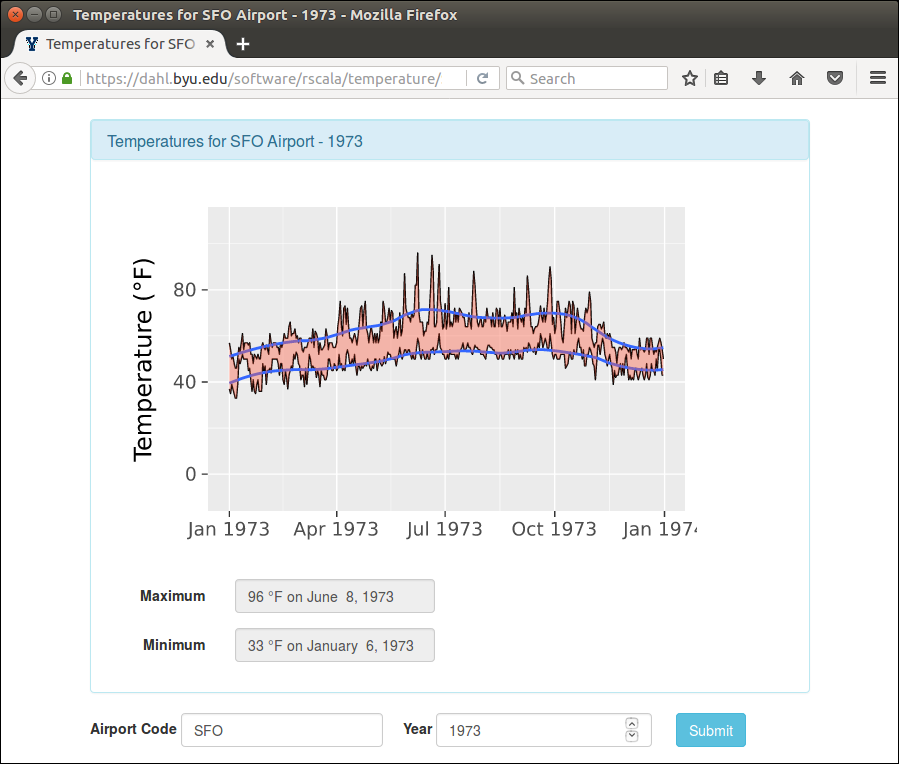 Temperatures for SFO Airport - 1973 - Mozilla Firefox
Temperatures for SFO
https://dahl.byu.edu/software/rscala/temperature/
Search
Temperatures for SFO Airport - 1973
Temperature (°F)
80
40
0
Jan 1973 Apr 1973 Jul 1973 Oct 1973 Jan 1974
Maximum 96 °F on June 8, 1973
Minimum 33 °F on January 6, 1973
Airport Code SFO Year 1973 Submit